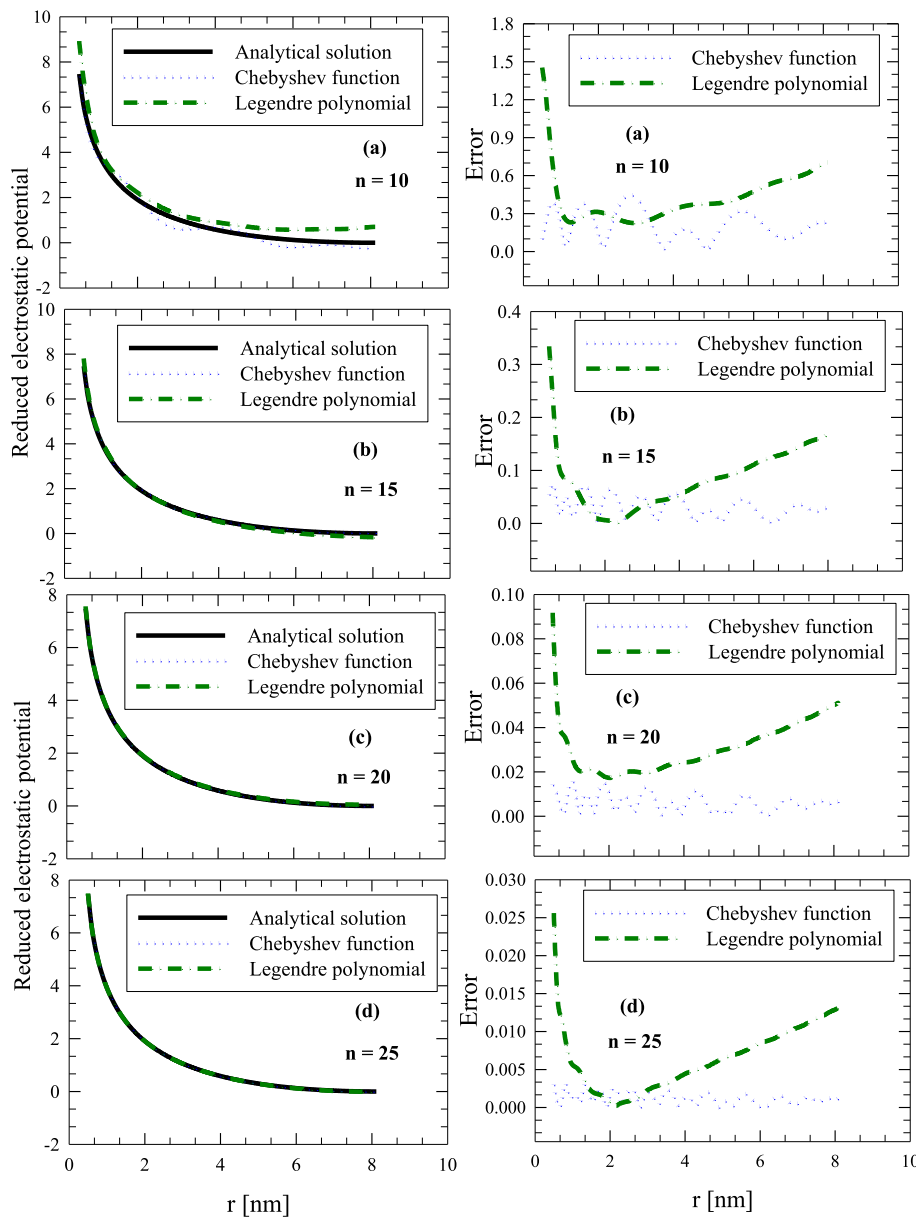 Reduced electrostatic potential
10
8
6
4
2
0
-2
Analytical solution
Chebyshev function
Legendre polynomial
(a)
n = 10
Error
1.8
1.5
1.2
0.9
0.6
0.3
0.0
Chebyshev function
Legendre polynomial
(a)
n = 10
10
8
6
4
2
0
-2
Analytical solution
Chebyshev function
Legendre polynomial
(b)
n = 15
Error
0.4
0.3
0.2
0.1
0.0
Chebyshev function
Legendre polynomial
(b)
n = 15
Reduced electrostatic potential
8
6
4
2
0
-2
Analytical solution
Chebyshev function
Legendre polynomial
(c)
n = 20
Error
0.10
0.08
0.06
0.04
0.02
0.00
Chebyshev function
Legendre polynomial
(c)
n = 20
8
6
4
2
0
-2
Analytical solution
Chebyshev function
Legendre polynomial
(d)
n = 25
0 2 4 6 8 10
r [nm]
Error
0.030
0.025
0.020
0.015
0.010
0.005
0.000
Chebyshev function
Legendre polynomial
(d)
n = 25
0 2 4 6 8 10
r [nm]